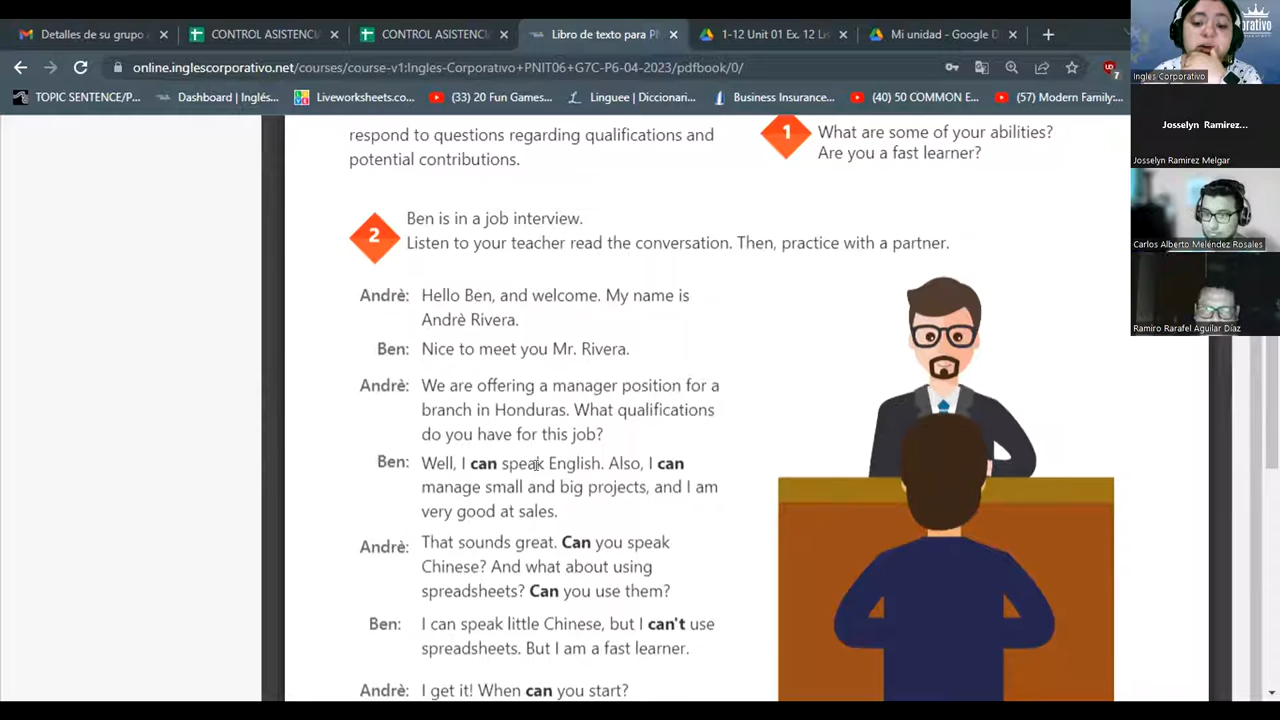 Detalles de su grupo
CONTROL ASISTENCIA
CONTROL ASISTENCIA
Libro de texto para PN
1-12 Unit 01 Ex. 12 Lis
Mi unidad - Google D
online.inglescorporativo.net/courses/course-v1:Ingles-Corporativo+PNIT06+G7C-P6-04-2023/pdfbook/0/
7
TOPIC SENTENCE/P...
Dashboard | Inglés...
Liveworksheets.co...
(33) 20 Fun Games...
Linguee | Diccionari...
Business Insurance...
(40) 50 COMMON E...
(57) Modern Family:...
respond to questions regarding qualifications and
potential contributions.
1
What are some of your abilities?
Are you a fast learner?
2
Ben is in a job interview.
Listen to your teacher read the conversation. Then, practice with a partner.
Andrè: Hello Ben, and welcome. My name is
Andrè Rivera.
Ben: Nice to meet you Mr. Rivera.
Andrè: We are offering a manager position for a
branch in Honduras. What qualifications
do you have for this job?
Ben: Well, I can speak English. Also, I can
manage small and big projects, and I am
very good at sales.
Andrè: That sounds great. Can you speak
Chinese? And what about using
spreadsheets? Can you use them?
Ben: I can speak little Chinese, but I can't use
spreadsheets. But I am a fast learner.
Andrè: I get it! When can you start?
orativo
Ingles Corporativo
Josselyn Ramirez...
Josselyn Ramirez Melgar
Carlos Alberto Meléndez Rosales
Ramiro Rarafel Aguilar Díaz